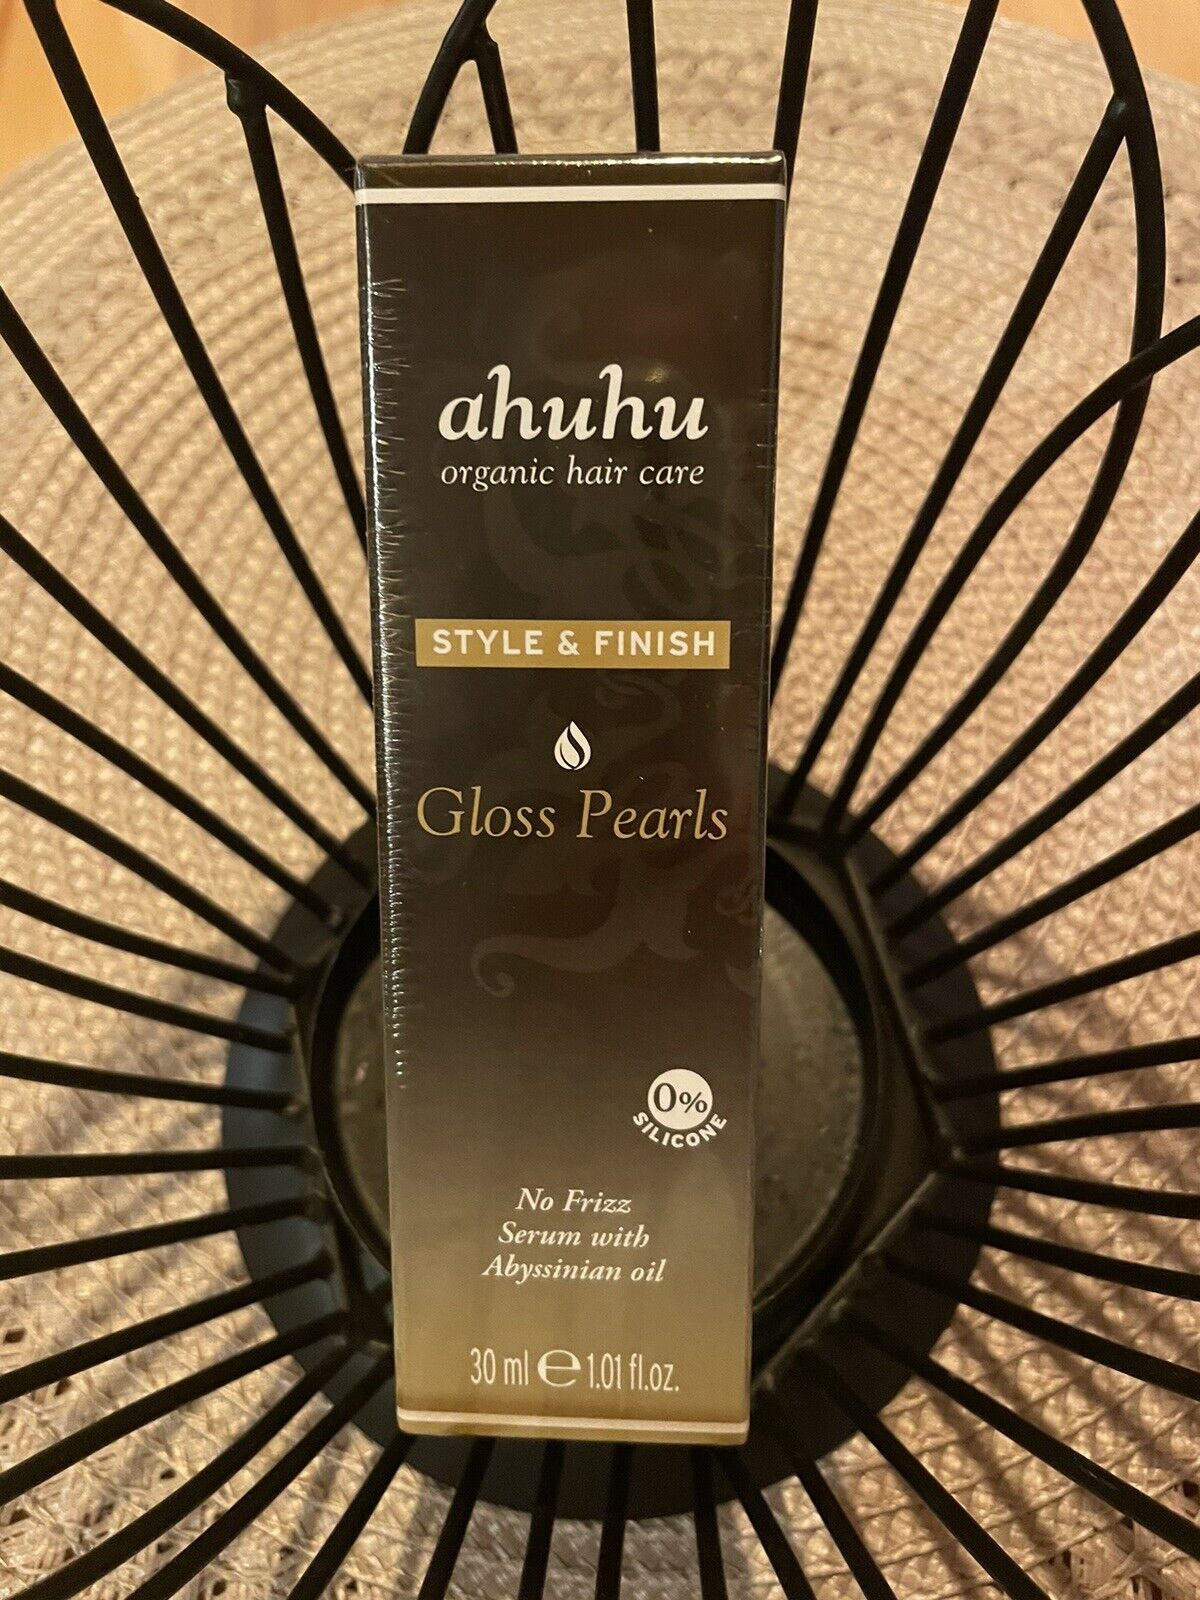 ahuhu
organic hair care
STYLE & FINISH
Gloss Pearls
0%
SILICONE
No Frizz
Serum with
Abyssinian oil
30 ml ℮ 1.01 fl.oz.